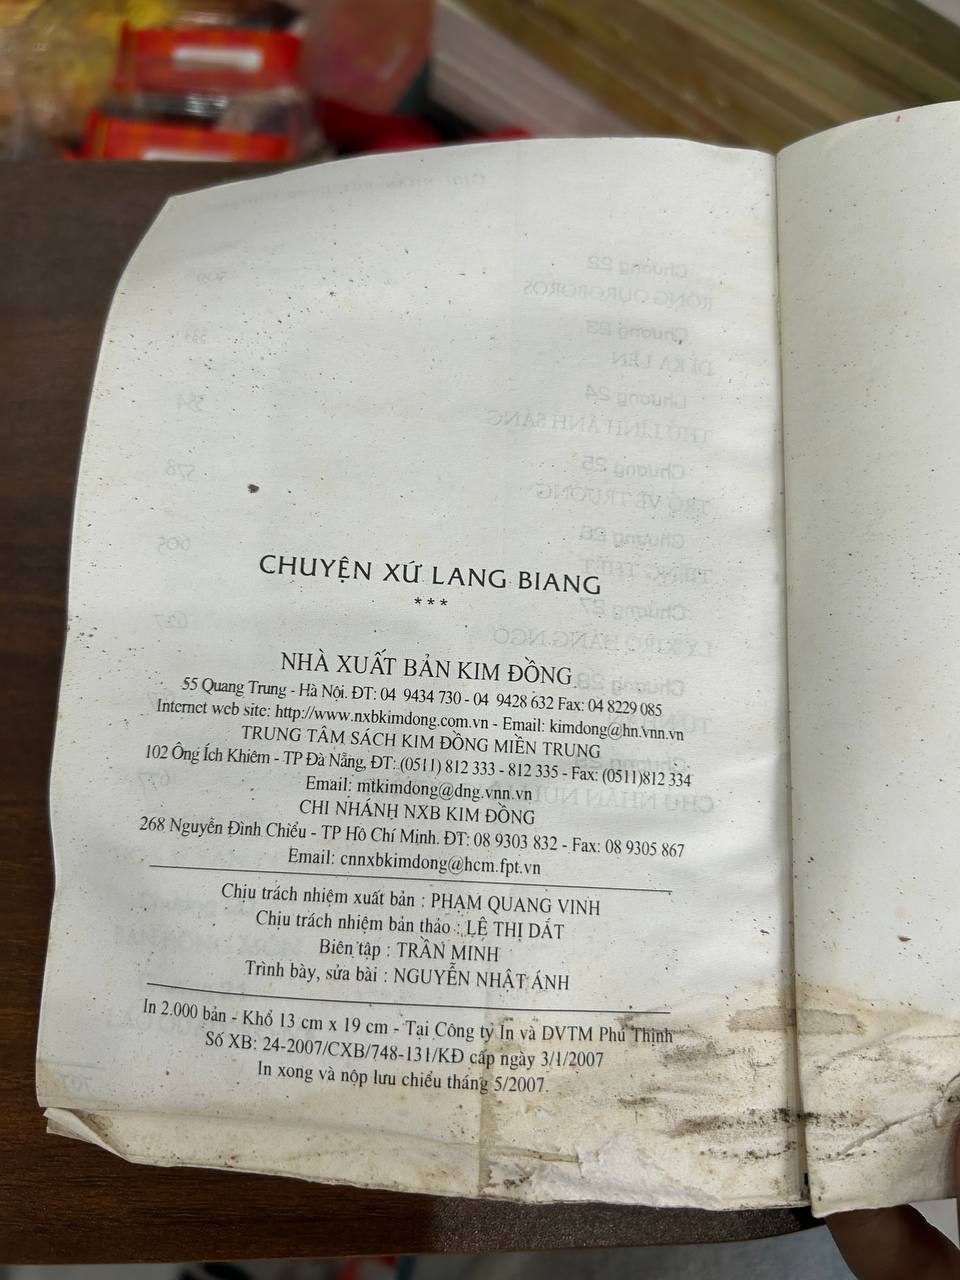 CHUYỆN XỨ LANG BIANG
***
NHÀ XUẤT BẢN KIM ĐỒNG
55 Quang Trung - Hà Nội. ĐT: 04 9434 730 - 04 9428 632 Fax: 04 8229 085
Internet web site: http://www.nxbkimdong.com.vn - Email: kimdong@hn.vnn.vn
TRUNG TÂM SÁCH KIM ĐỒNG MIỀN TRUNG
102 Ông Ích Khiêm - TP Đà Nẵng, ĐT: (0511) 812 333 - 812 335 - Fax: (0511)812 334
Email: mtkimdong@dng.vnn.vn
CHI NHÁNH NXB KIM ĐỒNG
268 Nguyễn Đình Chiểu - TP Hồ Chí Minh. ĐT: 08 9303 832 - Fax: 08 9305 867
Email: cnnxbkimdong@hcm.fpt.vn
Chịu trách nhiệm xuất bản : PHẠM QUANG VINH
Chịu trách nhiệm bản thảo : LÊ THỊ DẮT
Biên tập : TRẦN MINH
Trình bày, sửa bài : NGUYỄN NHẬT ÁNH
In 2.000 bản - Khổ 13 cm x 19 cm - Tại Công ty In và DVTM Phú Thịnh
Số XB: 24-2007/CXB/748-131/KĐ cấp ngày 3/1/2007
In xong và nộp lưu chiểu tháng 5/2007.